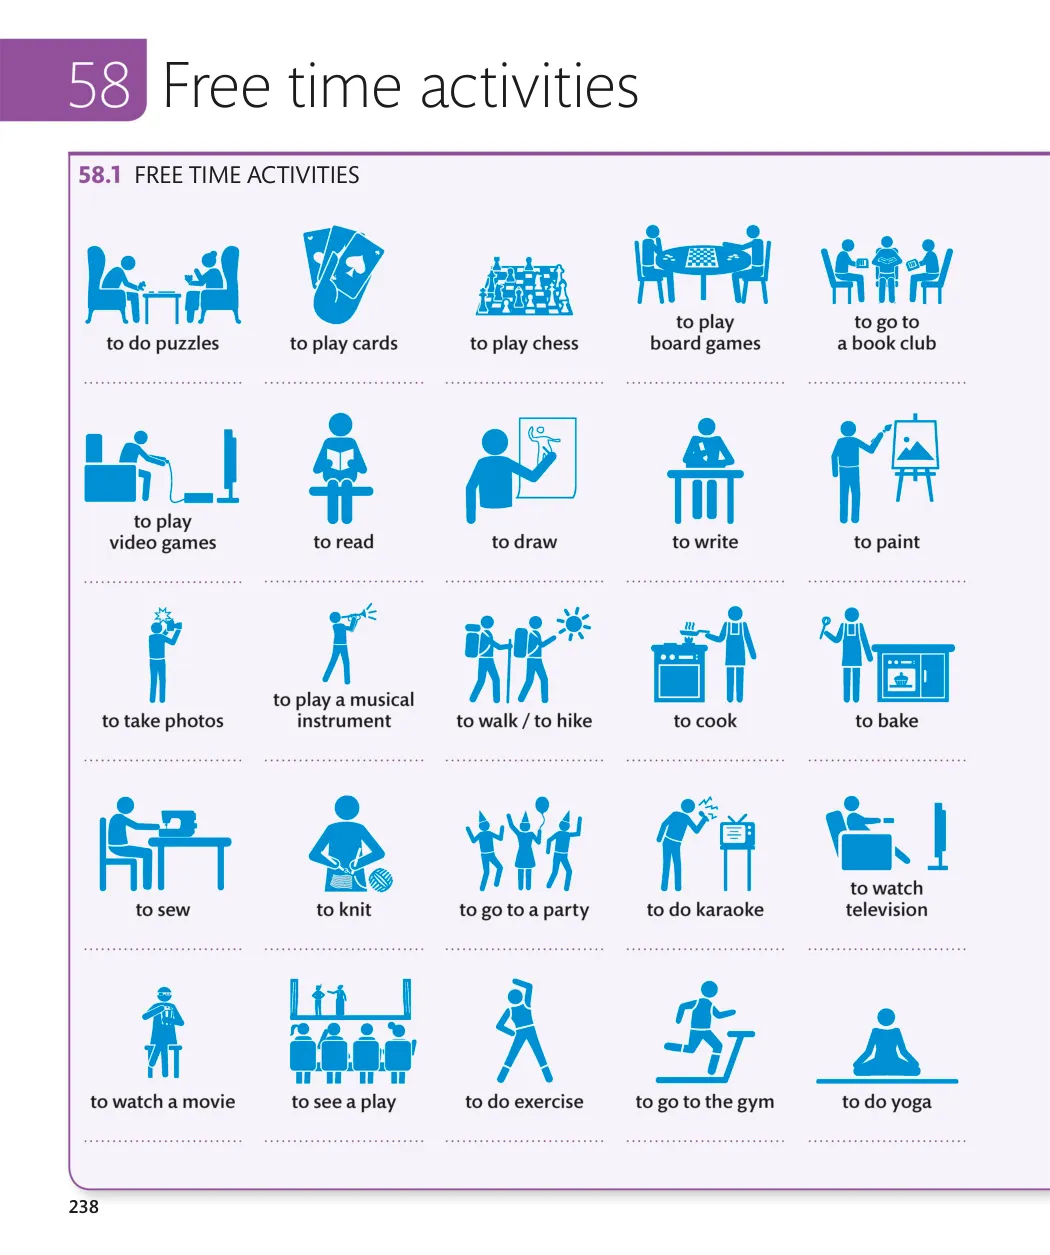 58 Free time activities
58.1 FREE TIME ACTIVITIES
to do puzzles
to play cards
to play chess
to play
board games
to go to
a book club
to play
video games
to read
to draw
to write
to paint
to take photos
to play a musical
instrument
to walk / to hike
to cook
to bake
to sew
to knit
to go to a party
to do karaoke
to watch
television
to watch a movie
to see a play
to do exercise
to go to the gym
to do yoga
238